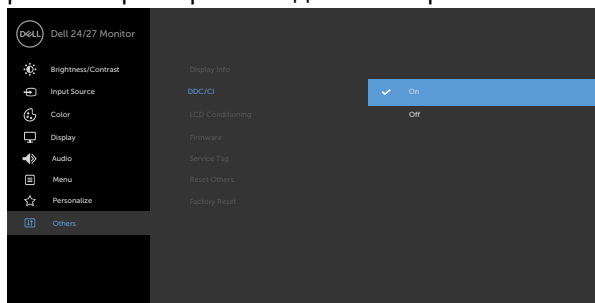 DELL Dell 24/27 Monitor
Brightness/Contrast Display Info
Input Source DDC/CI On
Color LCD Conditioning Off
Display Firmware
Audio Service Tag
Menu Reset Others
Personalize Factory Reset
Others